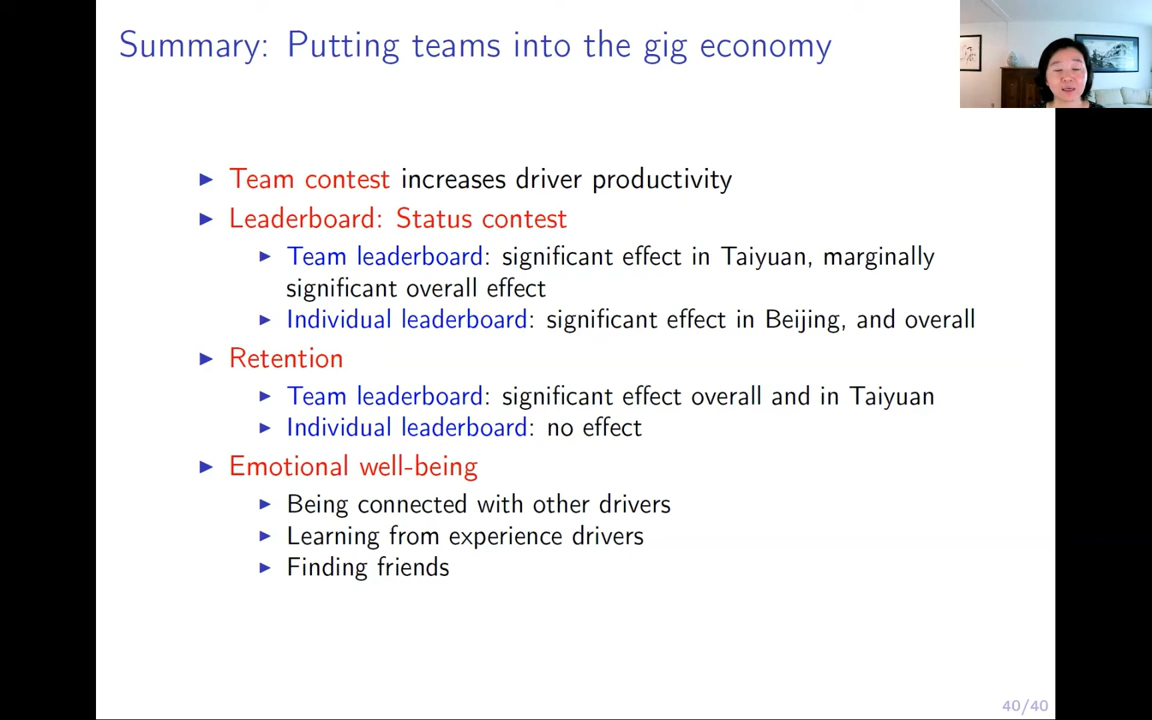 Summary: Putting teams into the gig economy
Team contest increases driver productivity
Leaderboard: Status contest
Team leaderboard: significant effect in Taiyuan, marginally
significant overall effect
Individual leaderboard: significant effect in Beijing, and overall
Retention
Team leaderboard: significant effect overall and in Taiyuan
Individual leaderboard: no effect
Emotional well-being
Being connected with other drivers
Learning from experience drivers
Finding friends
40/40